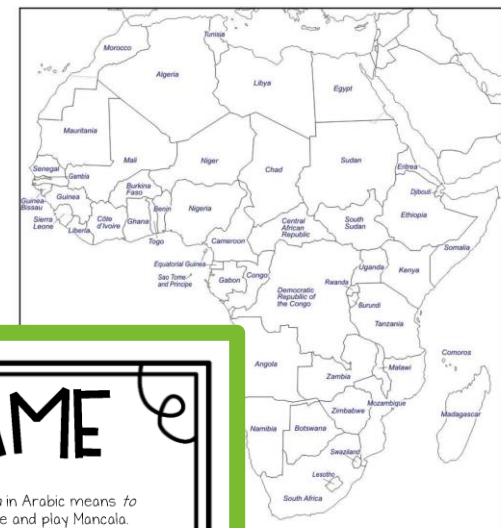 Tunisia
Morocco
Algeria
Libya
Egypt
Mauritania
Mali
Niger
Chad
Sudan
Eritrea
Senegal
Gambia
Burkina
Faso
Djibouti
Guinea-
Bissau
Guinea
Benin
Nigeria
Ethiopia
Sierra
Leone
Côte
d'Ivoire
Ghana
Central
African
Republic
South
Sudan
Liberia
Togo
Cameroon
Somalia
Equatorial Guinea
Sao Tome
and Principe
Gabon
Congo
Uganda
Kenya
Democratic
Republic of
the Congo
Rwanda
Burundi
Tanzania
Comoros
Angola
Malawi
Zambia
Mozambique
Zimbabwe
Madagascar
Namibia
Botswana
Swaziland
Lesotho
South Africa
AME
in Arabic means to
e and play Mancala.